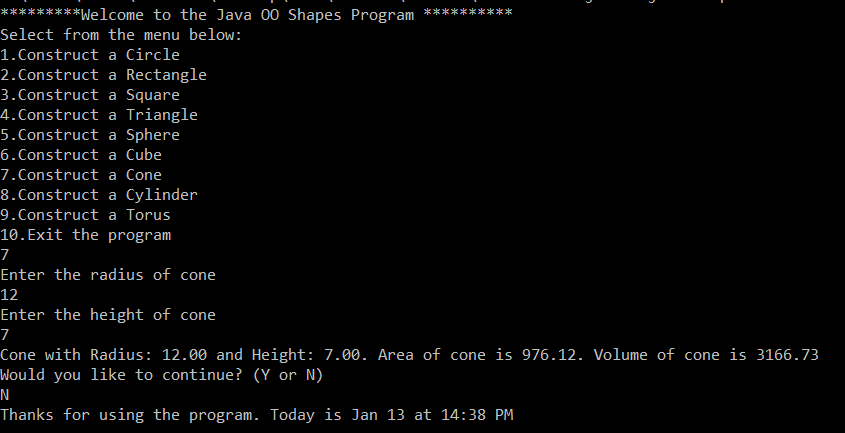 *********Welcome to the Java OO Shapes Program **********
Select from the menu below:
1.Construct a Circle
2.Construct a Rectangle
3.Construct a Square
4.Construct a Triangle
5.Construct a Sphere
6.Construct a Cube
7.Construct a Cone
8.Construct a Cylinder
9.Construct a Torus
10.Exit the program
7
Enter the radius of cone
12
Enter the height of cone
7
Cone with Radius: 12.00 and Height: 7.00. Area of cone is 976.12. Volume of cone is 3166.73
Would you like to continue? (Y or N)
N
Thanks for using the program. Today is Jan 13 at 14:38 PM